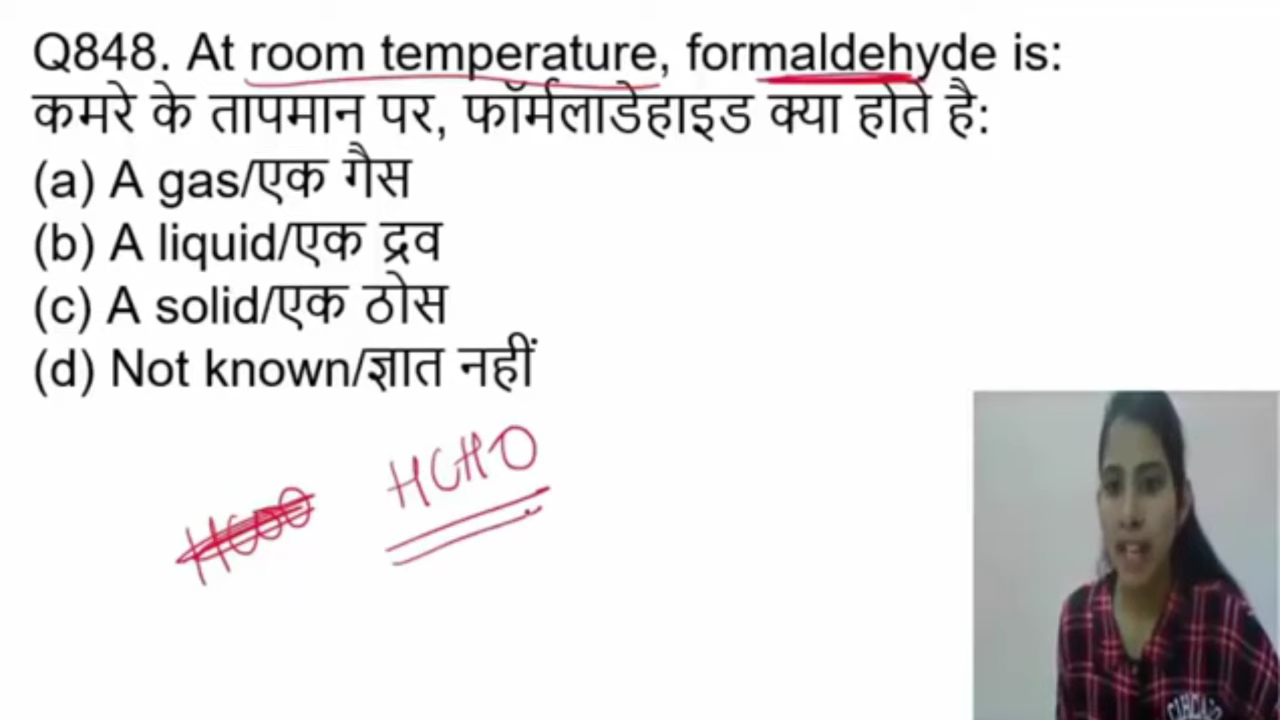 Q848. At room temperature, formaldehyde is:
कमरे के तापमान पर, फॉर्मलाडेहाइड क्या होते है:
(a) A gas/एक गैस
(b) A liquid/एक द्रव
(c) A solid/एक ठोस
(d) Not known/ज्ञात नहीं
HCHO